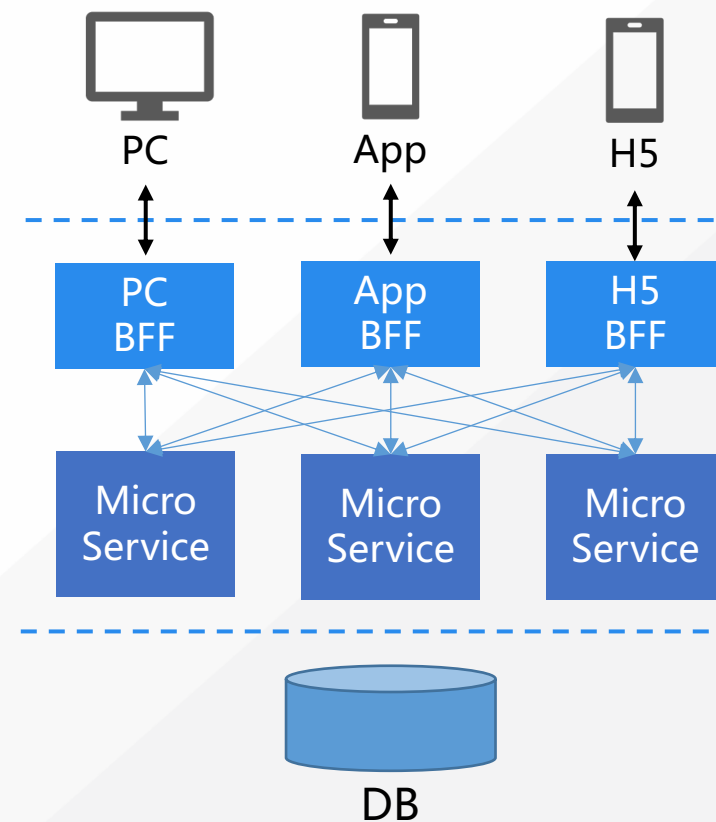 PC
App
H5
PC
BFF
App
BFF
H5
BFF
Micro
Service
Micro
Service
Micro
Service
DB